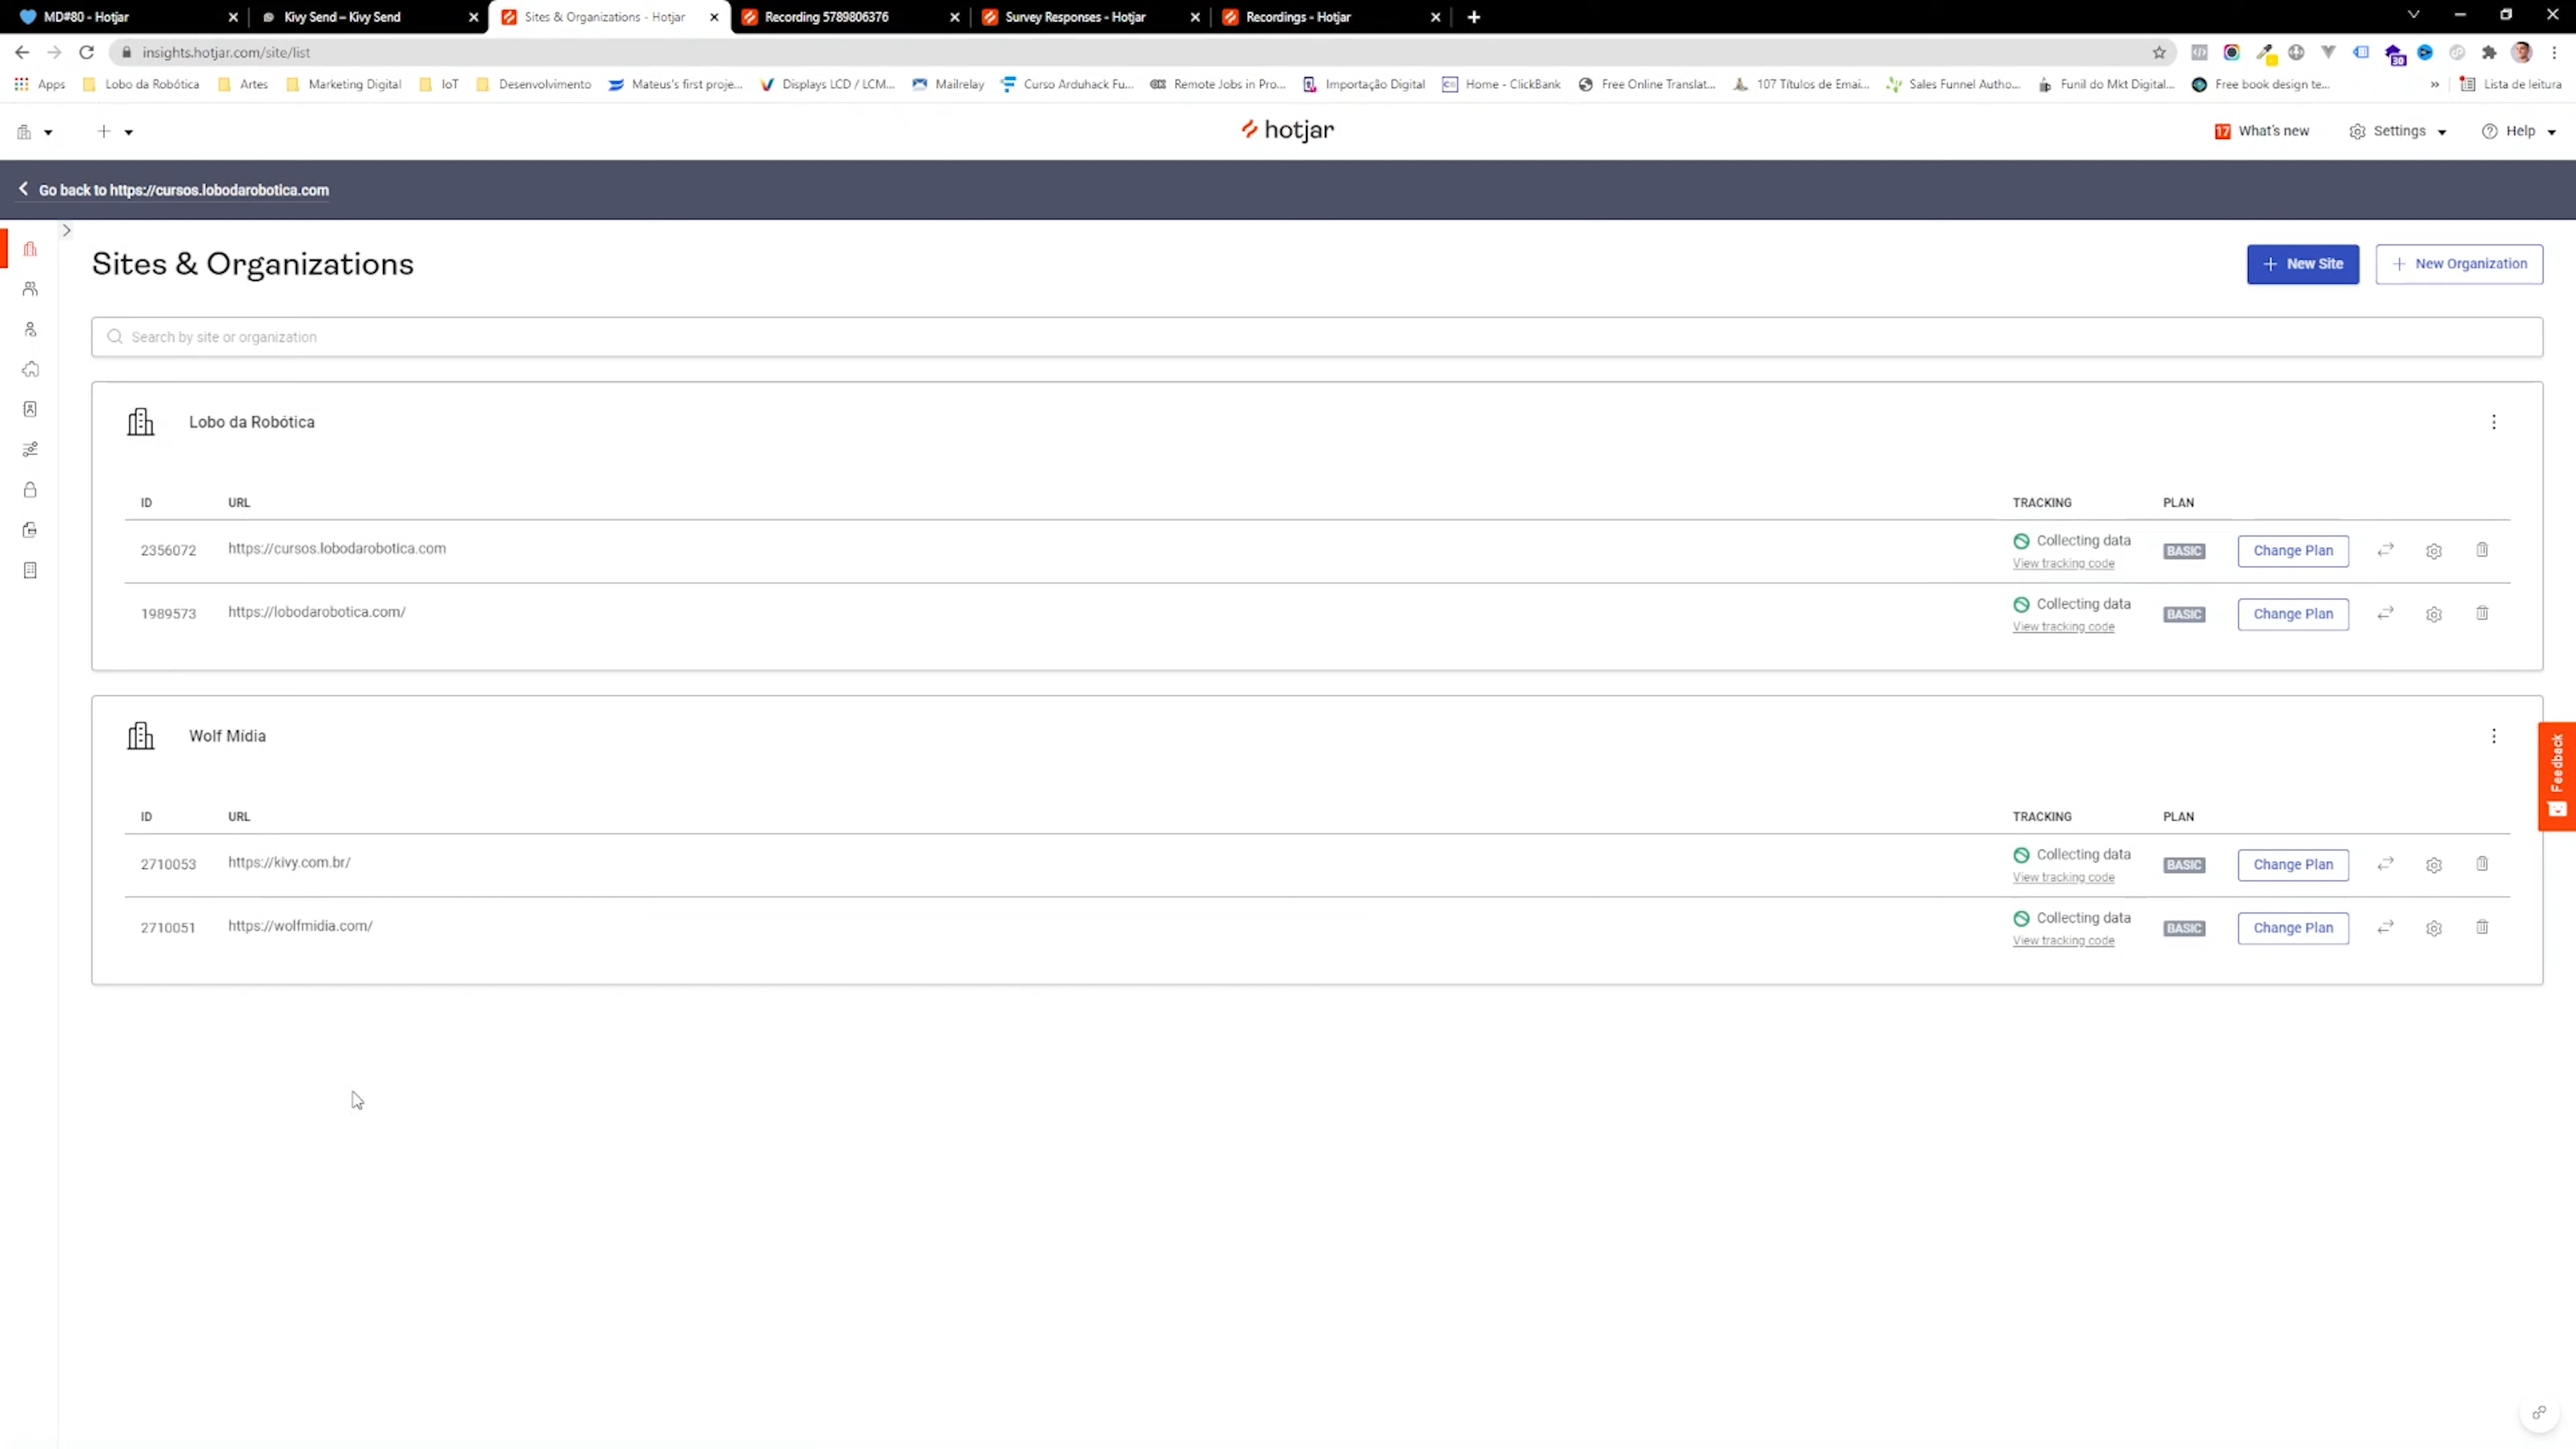 MD#80 - Hotjar
Kivy Send – Kivy Send
Sites & Organizations - Hotjar
Recording 5789806376
Survey Responses - Hotjar
Recordings - Hotjar
insights.hotjar.com/site/list
30
Apps
Lobo da Robótica
Artes
Marketing Digital
IoT
Desenvolvimento
Mateus's first proje...
Displays LCD / LCM...
Mailrelay
Curso Arduhack Fu...
Remote Jobs in Pro...
Importação Digital
Home - ClickBank
Free Online Translat...
107 Títulos de Emai...
Sales Funnel Autho...
Funil do Mkt Digital...
Free book design te...
»
Lista de leitura
hotjar
17 What's new
Settings
Help
Go back to https://cursos.lobodarobotica.com
Sites & Organizations
+ New Site
+ New Organization
Search by site or organization
Lobo da Robótica
ID URL TRACKING PLAN
2356072 https://cursos.lobodarobotica.com Collecting data BASIC Change Plan
View tracking code
1989573 https://lobodarobotica.com/ Collecting data BASIC Change Plan
View tracking code
Wolf Mídia
ID URL TRACKING PLAN
2710053 https://kivy.com.br/ Collecting data BASIC Change Plan
View tracking code
2710051 https://wolfmidia.com/ Collecting data BASIC Change Plan
View tracking code
Feedback